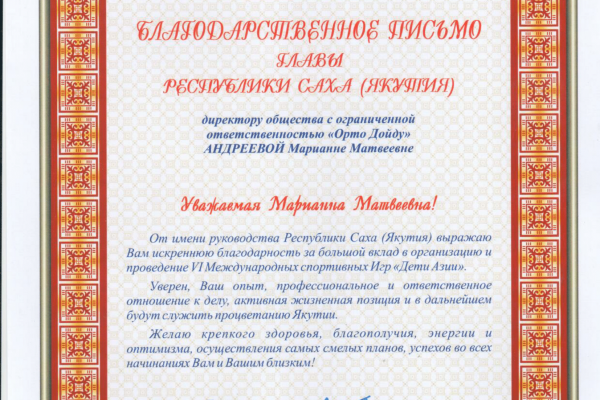 БЛАГОДАРСТВЕННОЕ ПИСЬМО
ГЛАВЫ
РЕСПУБЛИКИ САХА (ЯКУТИЯ)
директору общества с ограниченной
ответственностью «Орто Дойду»
АНДРЕЕВОЙ Марианне Матвеевне
Уважаемая Марианна Матвеевна!
От имени руководства Республики Саха (Якутия) выражаю
Вам искреннюю благодарность за большой вклад в организацию и
проведение VI Международных спортивных Игр «Дети Азии».
Уверен, Ваш опыт, профессиональное и ответственное
отношение к делу, активная жизненная позиция и в дальнейшем
будут служить процветанию Якутии.
Желаю крепкого здоровья, благополучия, энергии и
оптимизма, осуществления самых смелых планов, успехов во всех
начинаниях Вам и Вашим близким!